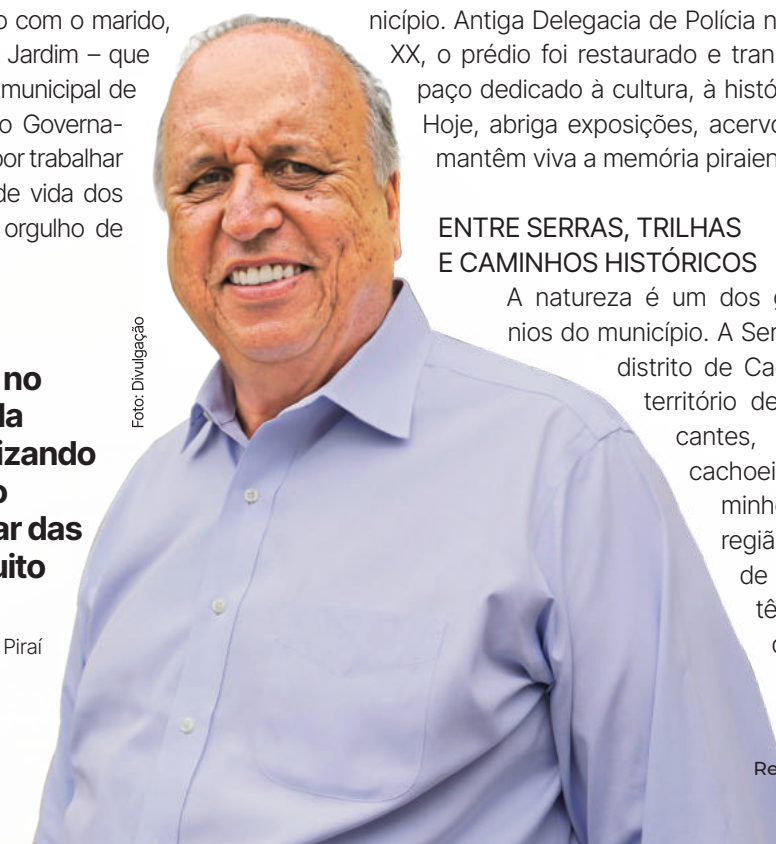 o com o marido,
Jardim – que
municipal de
o Governa-
por trabalhar
de vida dos
orgulho de
Foto: Divulgação
no
da
izando
o
ar das
uito
Piraí
nicípio. Antiga Delegacia de Polícia n
XX, o prédio foi restaurado e tran
paço dedicado à cultura, à histó
Hoje, abriga exposições, acervo
mantêm viva a memória piraien
ENTRE SERRAS, TRILHAS
E CAMINHOS HISTÓRICOS
A natureza é um dos g
nios do município. A Ser
distrito de Ca
território de
cantes,
cachoei
minh
regiã
de
tê
Re